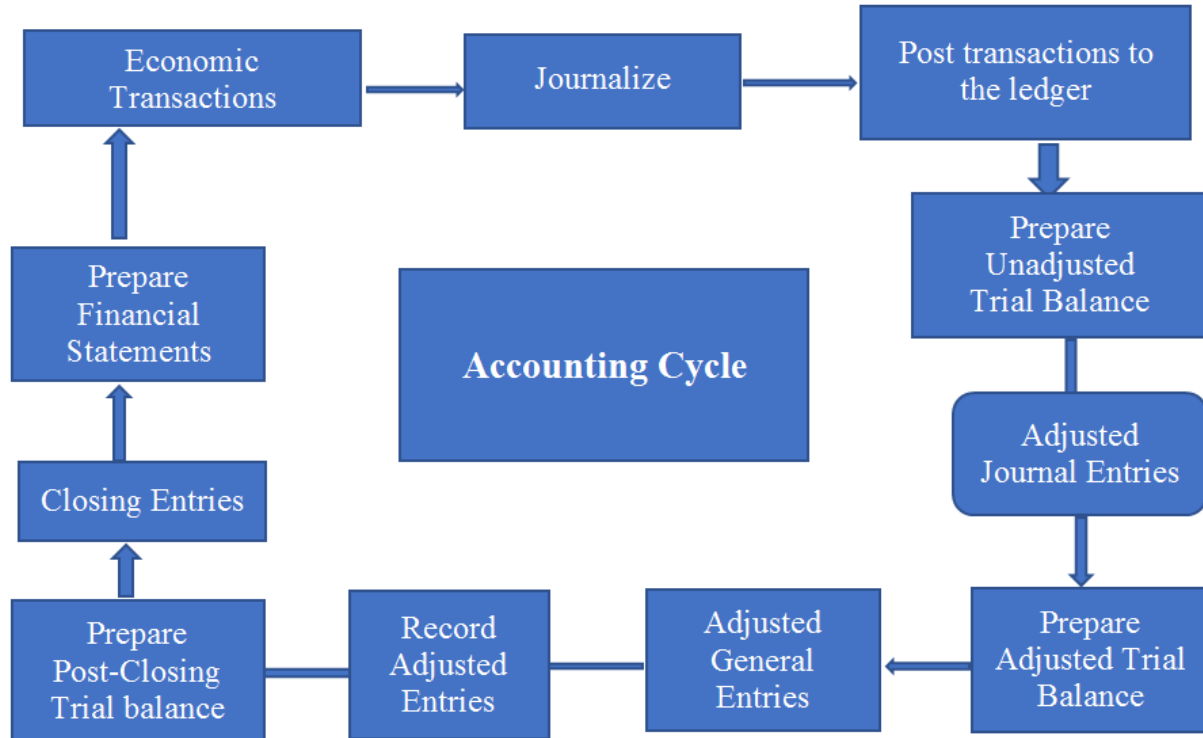 Economic
Transactions
Journalize
Post transactions to
the ledger
Prepare
Unadjusted
Trial Balance
Adjusted
Journal Entries
Prepare
Adjusted Trial
Balance
Adjusted
General
Entries
Record
Adjusted
Entries
Prepare
Post-Closing
Trial balance
Closing Entries
Prepare
Financial
Statements
Accounting Cycle